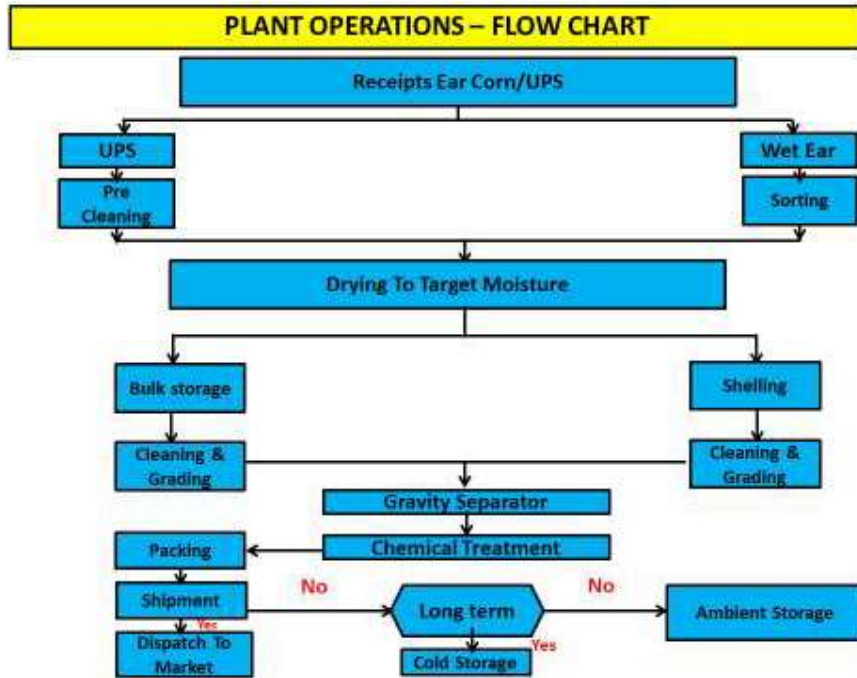 PLANT OPERATIONS – FLOW CHART
Receipts Ear Corn/UPS
UPS
Wet Ear
Pre
Cleaning
Sorting
Drying To Target Moisture
Bulk storage
Shelling
Cleaning &
Grading
Cleaning &
Grading
Gravity Separator
Chemical Treatment
Packing
No
No
Shipment
Long term
Ambient Storage
Yes
Dispatch To
Market
Yes
Cold Storage